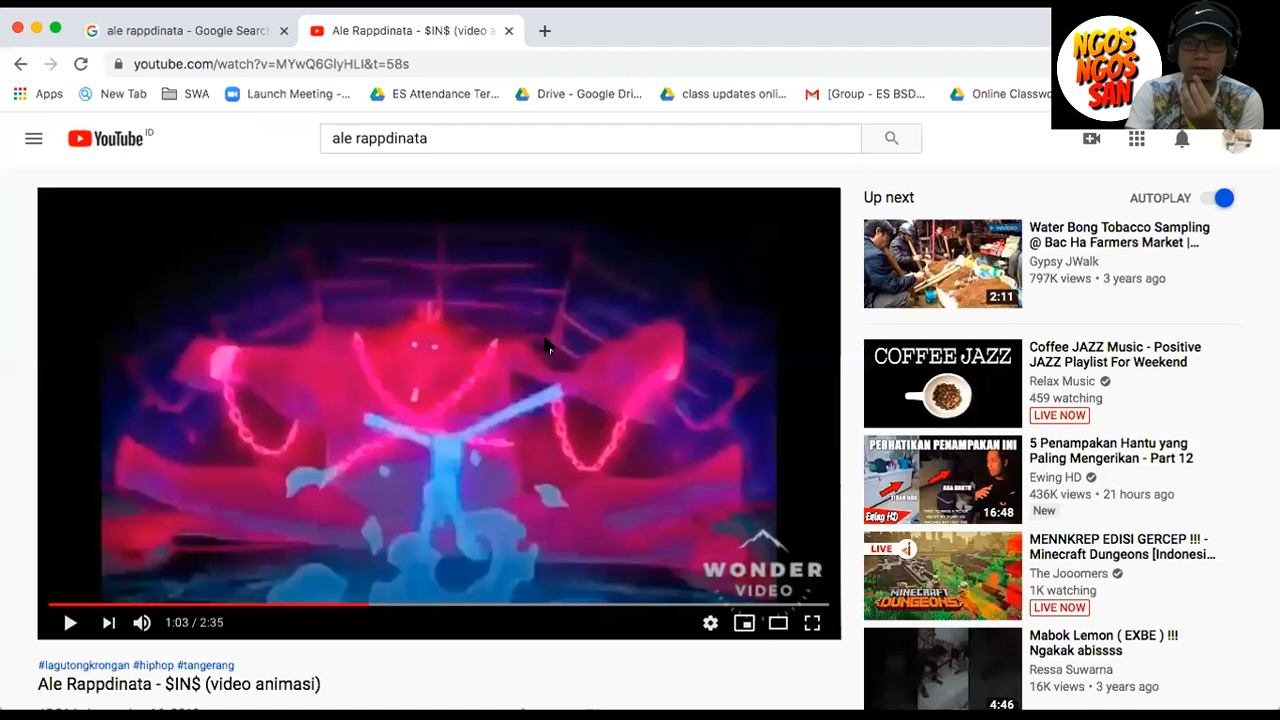 ale rappdinata - Google Search
Ale Rappdinata - $IN$ (video a
youtube.com/watch?v=MYwQ6GlyHLI&t=58s
Apps New Tab SWA Launch Meeting -... ES Attendance Ter... Drive - Google Dri... class updates onli... [Group - ES BSD... Online Classw
NGOS
NGOS
SAN
YouTube ID
ale rappdinata
Up next
AUTOPLAY
Water Bong Tobacco Sampling
@ Bac Ha Farmers Market |...
Gypsy JWalk
797K views • 3 years ago
2:11
COFFEE JAZZ
Coffee JAZZ Music - Positive
JAZZ Playlist For Weekend
Relax Music
459 watching
LIVE NOW
PERHATIKAN PENAMPAKAN INI
Ewing HD
16:48
5 Penampakan Hantu yang
Paling Mengerikan - Part 12
Ewing HD
436K views • 21 hours ago
New
LIVE
MINECRAFT
DUNGEONS
MENNKREP EDISI GERCEP !!! -
Minecraft Dungeons [Indonesi...
The Jooomers
1K watching
LIVE NOW
Mabok Lemon ( EXBE ) !!!
Ngakak abissss
Ressa Suwarna
16K views • 3 years ago
4:46
WONDER
VIDEO
1:03 / 2:35
#lagutongkrongan #hiphop #tangerang
Ale Rappdinata - $IN$ (video animasi)